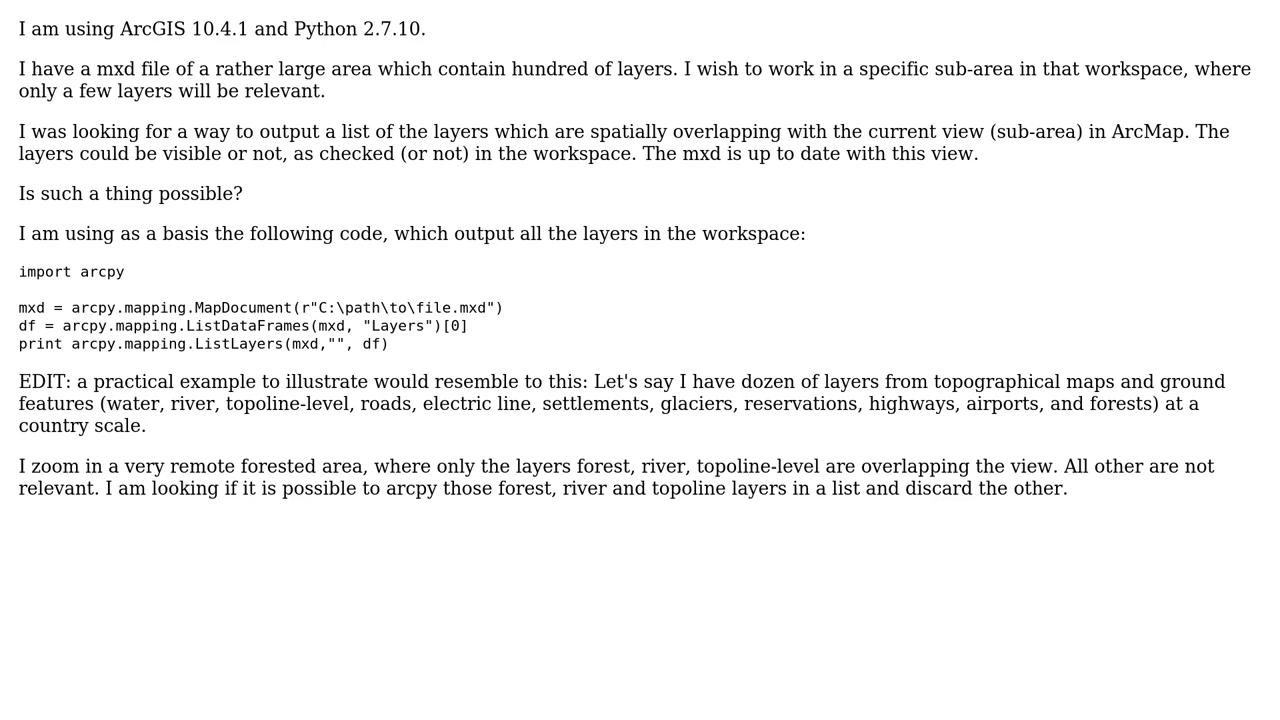 I am using ArcGIS 10.4.1 and Python 2.7.10.
I have a mxd file of a rather large area which contain hundred of layers. I wish to work in a specific sub-area in that workspace, where
only a few layers will be relevant.
I was looking for a way to output a list of the layers which are spatially overlapping with the current view (sub-area) in ArcMap. The
layers could be visible or not, as checked (or not) in the workspace. The mxd is up to date with this view.
Is such a thing possible?
I am using as a basis the following code, which output all the layers in the workspace:
import arcpy
mxd = arcpy.mapping.MapDocument(r"C:\path\to\file.mxd")
df = arcpy.mapping.ListDataFrames(mxd, "Layers")[0]
print arcpy.mapping.ListLayers(mxd,"", df)
EDIT: a practical example to illustrate would resemble to this: Let's say I have dozen of layers from topographical maps and ground
features (water, river, topoline-level, roads, electric line, settlements, glaciers, reservations, highways, airports, and forests) at a
country scale.
I zoom in a very remote forested area, where only the layers forest, river, topoline-level are overlapping the view. All other are not
relevant. I am looking if it is possible to arcpy those forest, river and topoline layers in a list and discard the other.